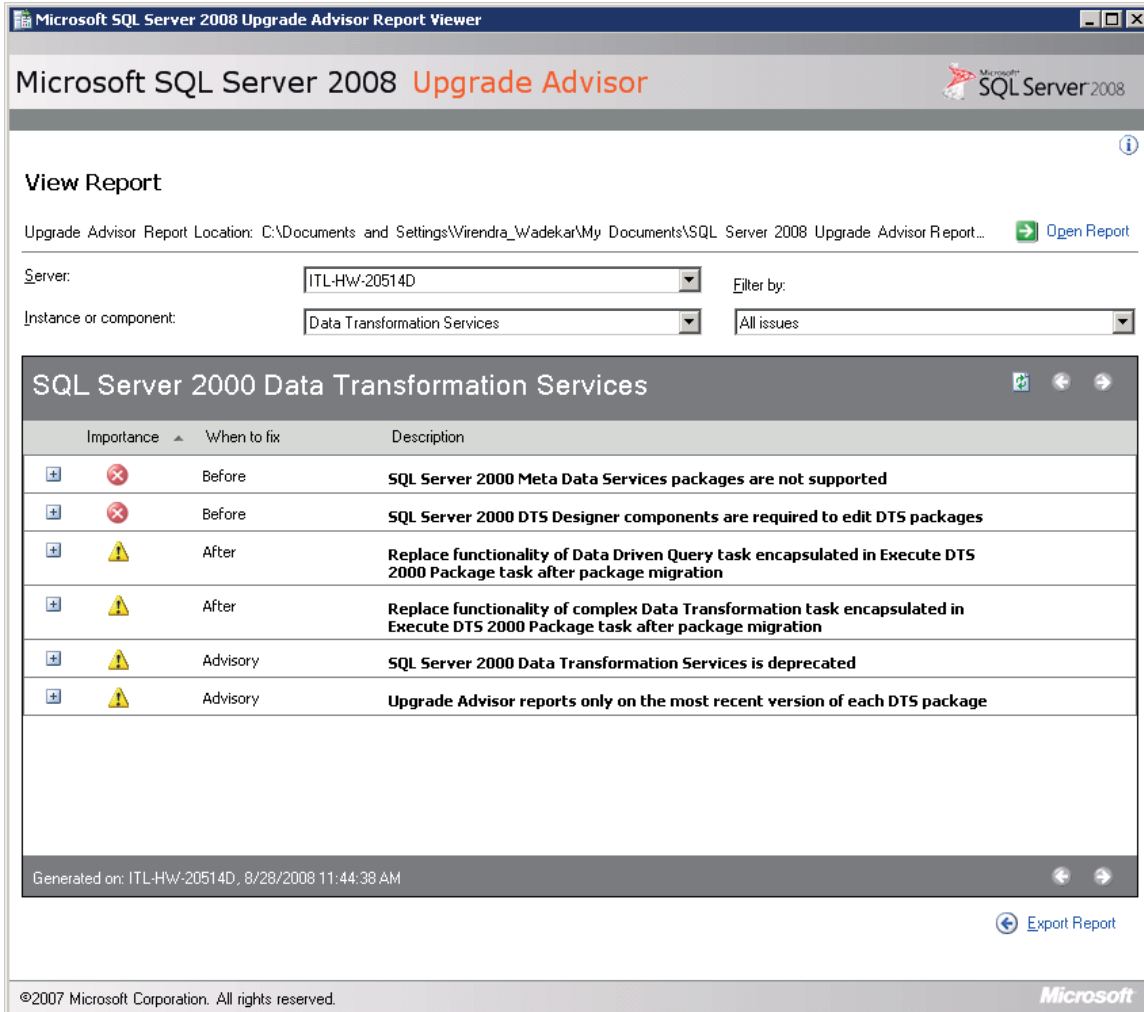 Microsoft SQL Server 2008 Upgrade Advisor Report Viewer
Microsoft SQL Server 2008 Upgrade Advisor
Microsoft SQL Server 2008
View Report
Upgrade Advisor Report Location: C:\Documents and Settings\Virendra_Wadekar\My Documents\SQL Server 2008 Upgrade Advisor Report...
Open Report
Server:
ITL-HW-20514D
Filter by:
Instance or component:
Data Transformation Services
All issues
SQL Server 2000 Data Transformation Services
Importance When to fix Description
Before SQL Server 2000 Meta Data Services packages are not supported
Before SQL Server 2000 DTS Designer components are required to edit DTS packages
After Replace functionality of Data Driven Query task encapsulated in Execute DTS
2000 Package task after package migration
After Replace functionality of complex Data Transformation task encapsulated in
Execute DTS 2000 Package task after package migration
Advisory SQL Server 2000 Data Transformation Services is deprecated
Advisory Upgrade Advisor reports only on the most recent version of each DTS package
Generated on: ITL-HW-20514D, 8/28/2008 11:44:38 AM
Export Report
©2007 Microsoft Corporation. All rights reserved.
Microsoft